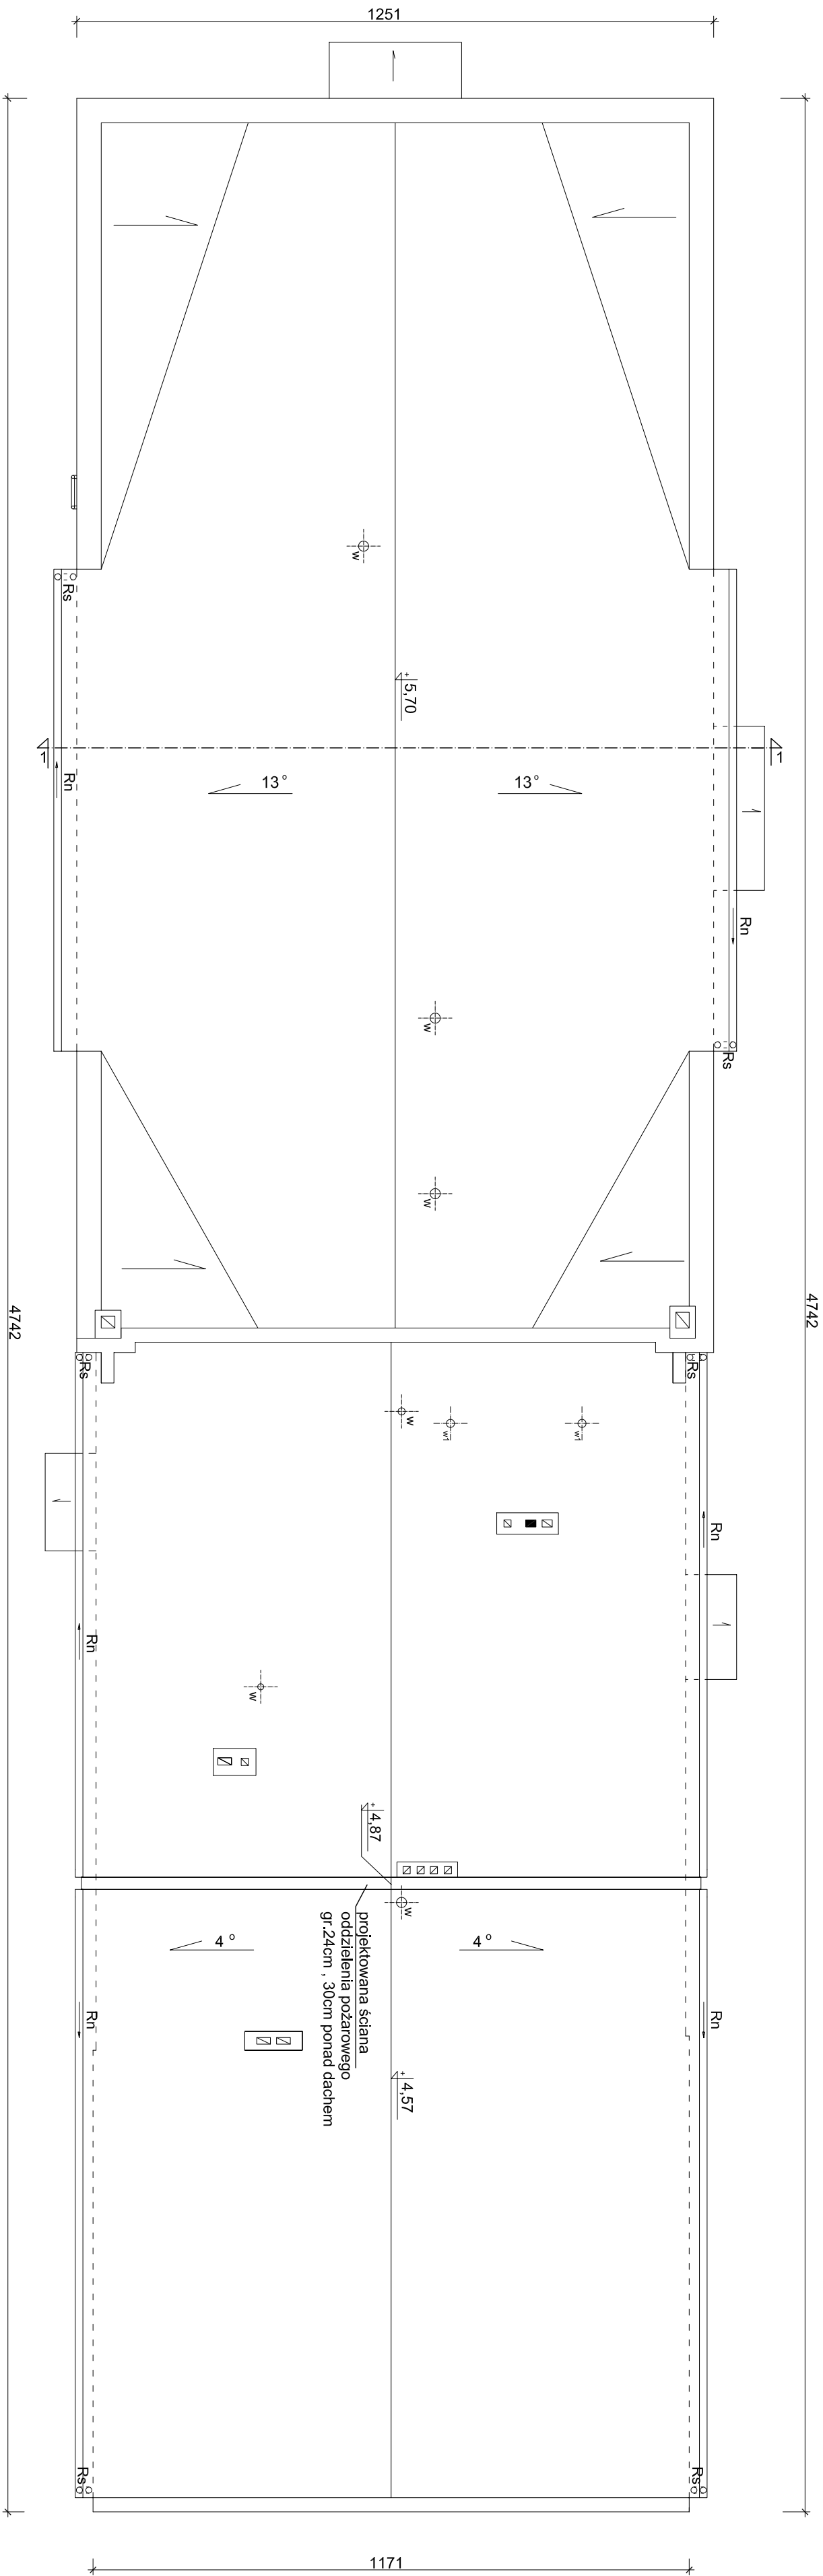 1251
4742
4742
w
Rs
+
5,70
1
1
Rn
13°
13°
Rn
w
Rs
w
Rs
Rs
w
w1
w1
Rn
Rn
w
+
4,87
w
projektowana ściana
oddzielenia pożarowego
gr.24cm , 30cm ponad dachem
4°
4°
Rn
Rn
+
4,57
Rs
Rs
1171